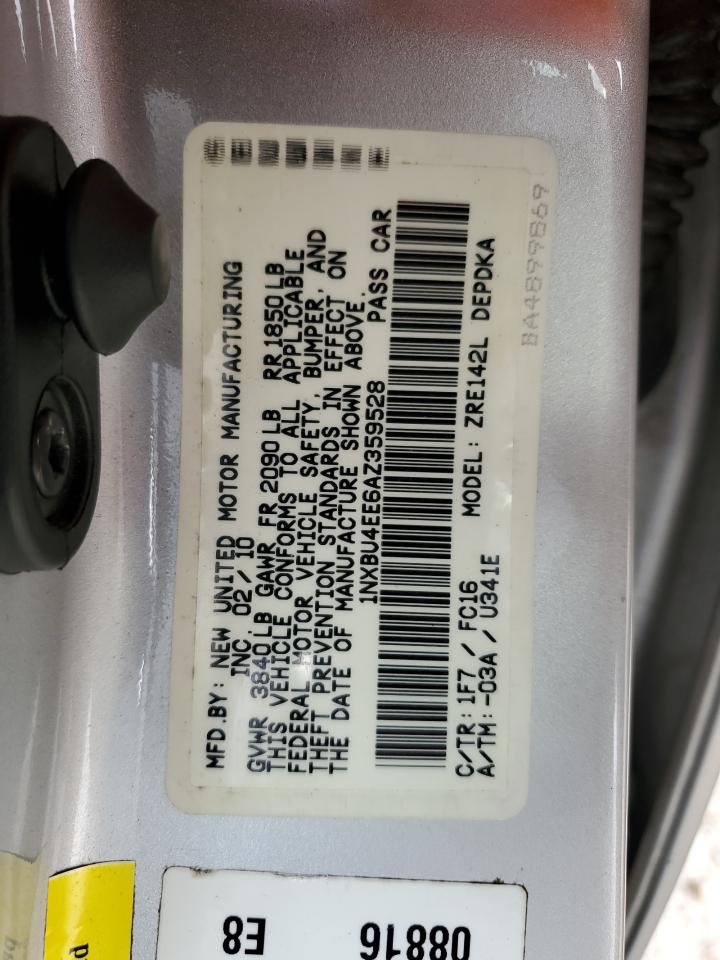 MFD.BY: NEW UNITED MOTOR MANUFACTURING
INC. 02/10
GVWR 3840LB GAWR FR 2090LB RR 1850LB
THIS VEHICLE CONFORMS TO ALL APPLICABLE
FEDERAL MOTOR VEHICLE SAFETY, BUMPER, AND
THEFT PREVENTION STANDARDS IN EFFECT ON
THE DATE OF MANUFACTURE SHOWN ABOVE.
1NXBU4EE6AZ359528 PASS CAR
C/TR: 1F7 / FC16 MODEL: ZRE142L DEPDKA
A/TM: -03A / U341E
BA4899869
08816
E8